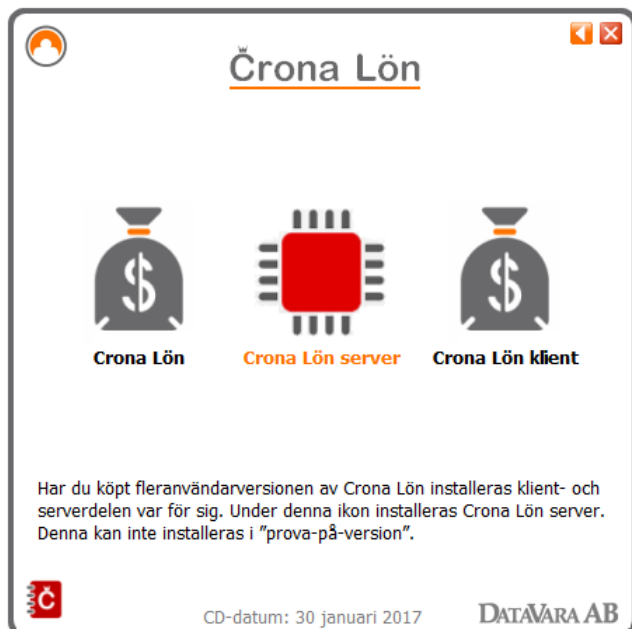 Črona Lön
Crona Lön
Crona Lön server
Crona Lön klient
Har du köpt fleranvändarversionen av Crona Lön installeras klient- och
serverdelen var för sig. Under denna ikon installeras Crona Lön server.
Denna kan inte installeras i ”prova-på-version”.
Č
CD-datum: 30 januari 2017
DATAVARA AB